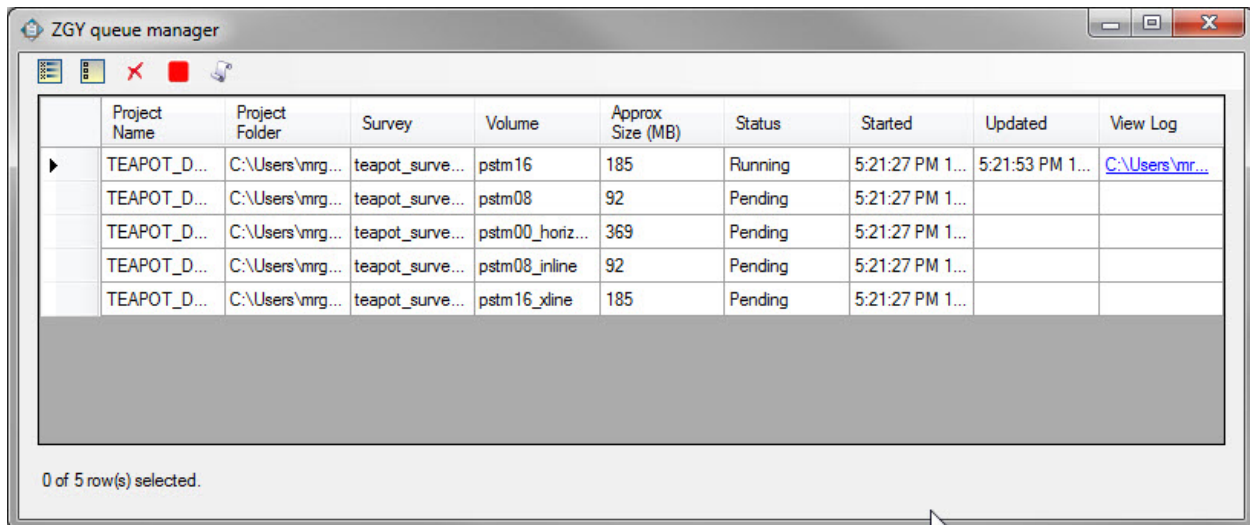 ZGY queue manager
Project Name Project Folder Survey Volume Approx Size (MB) Status Started Updated View Log
TEAPOT_D... C:\Users\mrg... teapot_surve... pstm16 185 Running 5:21:27 PM 1... 5:21:53 PM 1... C:\Users\mr...
TEAPOT_D... C:\Users\mrg... teapot_surve... pstm08 92 Pending 5:21:27 PM 1...
TEAPOT_D... C:\Users\mrg... teapot_surve... pstm00_horiz... 369 Pending 5:21:27 PM 1...
TEAPOT_D... C:\Users\mrg... teapot_surve... pstm08_inline 92 Pending 5:21:27 PM 1...
TEAPOT_D... C:\Users\mrg... teapot_surve... pstm16_xline 185 Pending 5:21:27 PM 1...
0 of 5 row(s) selected.